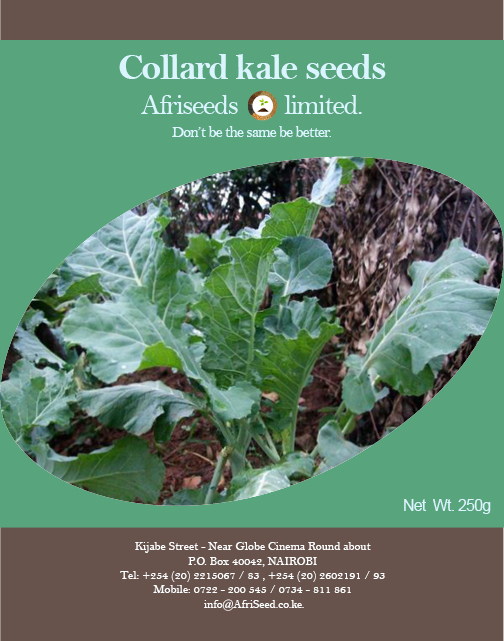 Collard kale seeds
Afriseeds limited.
Don't be the same be better.
Net Wt. 250g
Kijabe Street - Near Globe Cinema Round about
P.O. Box 40042, NAIROBI
Tel: +254 (20) 2215067 / 83 , +254 (20) 2602191 / 93
Mobile: 0722 - 200 545 / 0734 - 811 861
info@AfriSeed.co.ke.